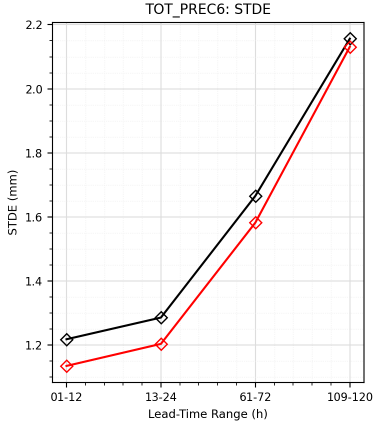 TOT_PREC6: STDE
2.2
2.0
1.8
1.6
1.4
1.2
STDE (mm)
01-12 13-24 61-72 109-120
Lead-Time Range (h)